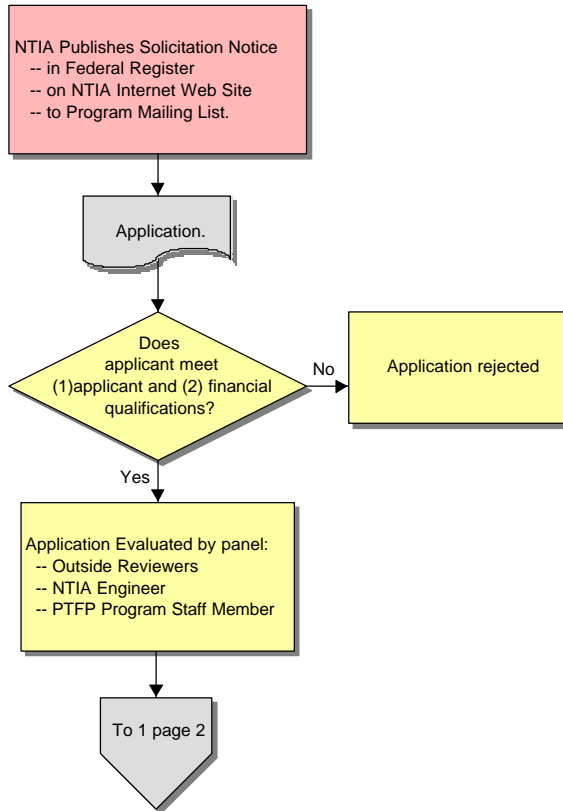 NTIA Publishes Solicitation Notice
-- in Federal Register
-- on NTIA Internet Web Site
-- to Program Mailing List.
Application.
Does
applicant meet
(1)applicant and (2) financial
qualifications?
No
Application rejected
Yes
Application Evaluated by panel:
-- Outside Reviewers
-- NTIA Engineer
-- PTFP Program Staff Member
To 1 page 2